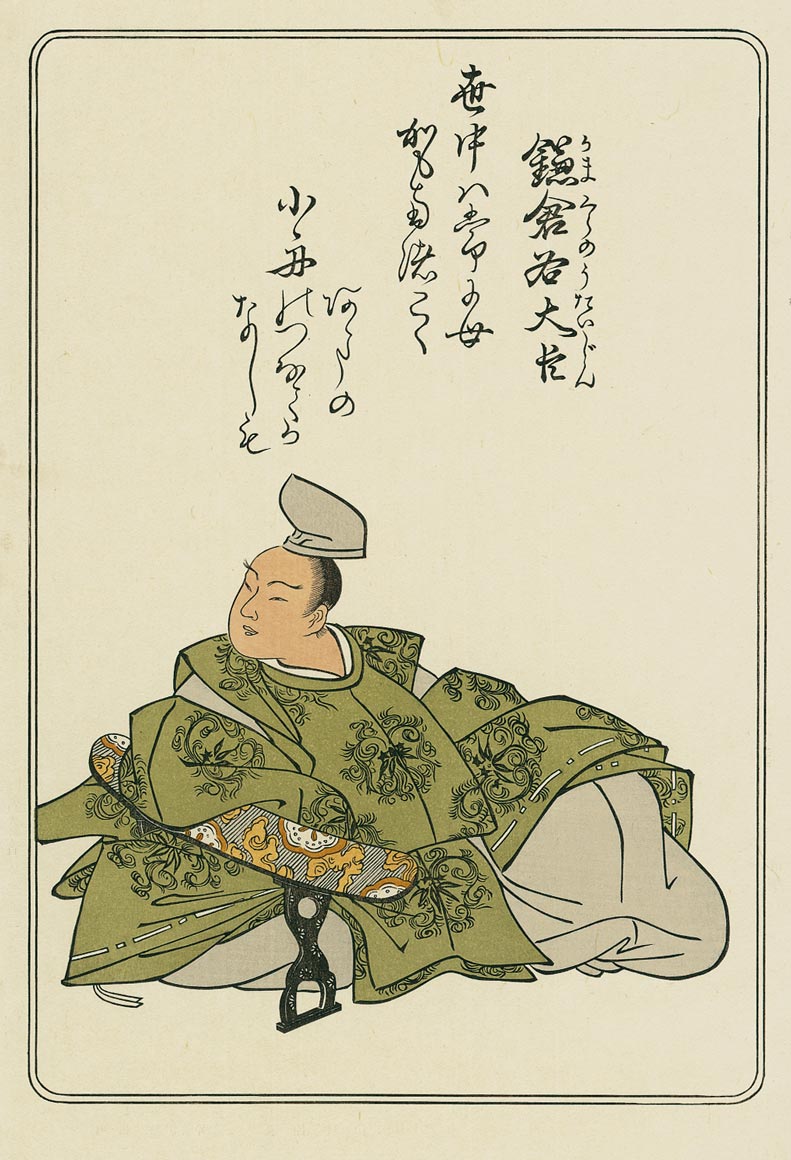 鎌倉右大臣
かまくらのうたいじん
世中ハ常に母
かもな渚こく
あまの
小舟のつなてか
なしも